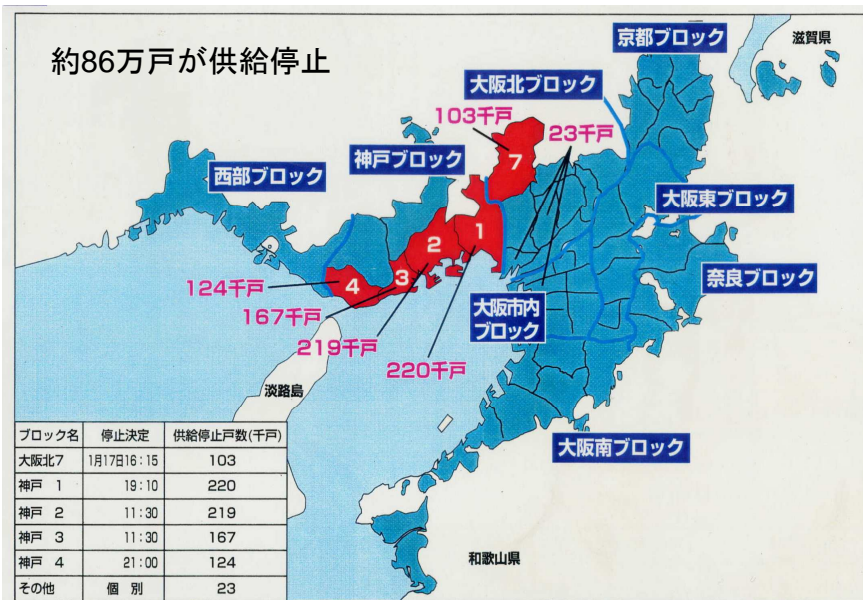 約86万戸が供給停止
京都ブロック
滋賀県
大阪北ブロック
103千戸
23千戸
神戸ブロック
西部ブロック
7
大阪東ブロック
1
2
奈良ブロック
3
4
124千戸
167千戸
大阪市内
ブロック
219千戸
220千戸
淡路島
大阪南ブロック
和歌山県
ブロック名 停止決定 供給停止戸数(千戸)
大阪北7 1月17日16:15 103
神戸 1 19:10 220
神戸 2 11:30 219
神戸 3 11:30 167
神戸 4 21:00 124
その他 個 別 23